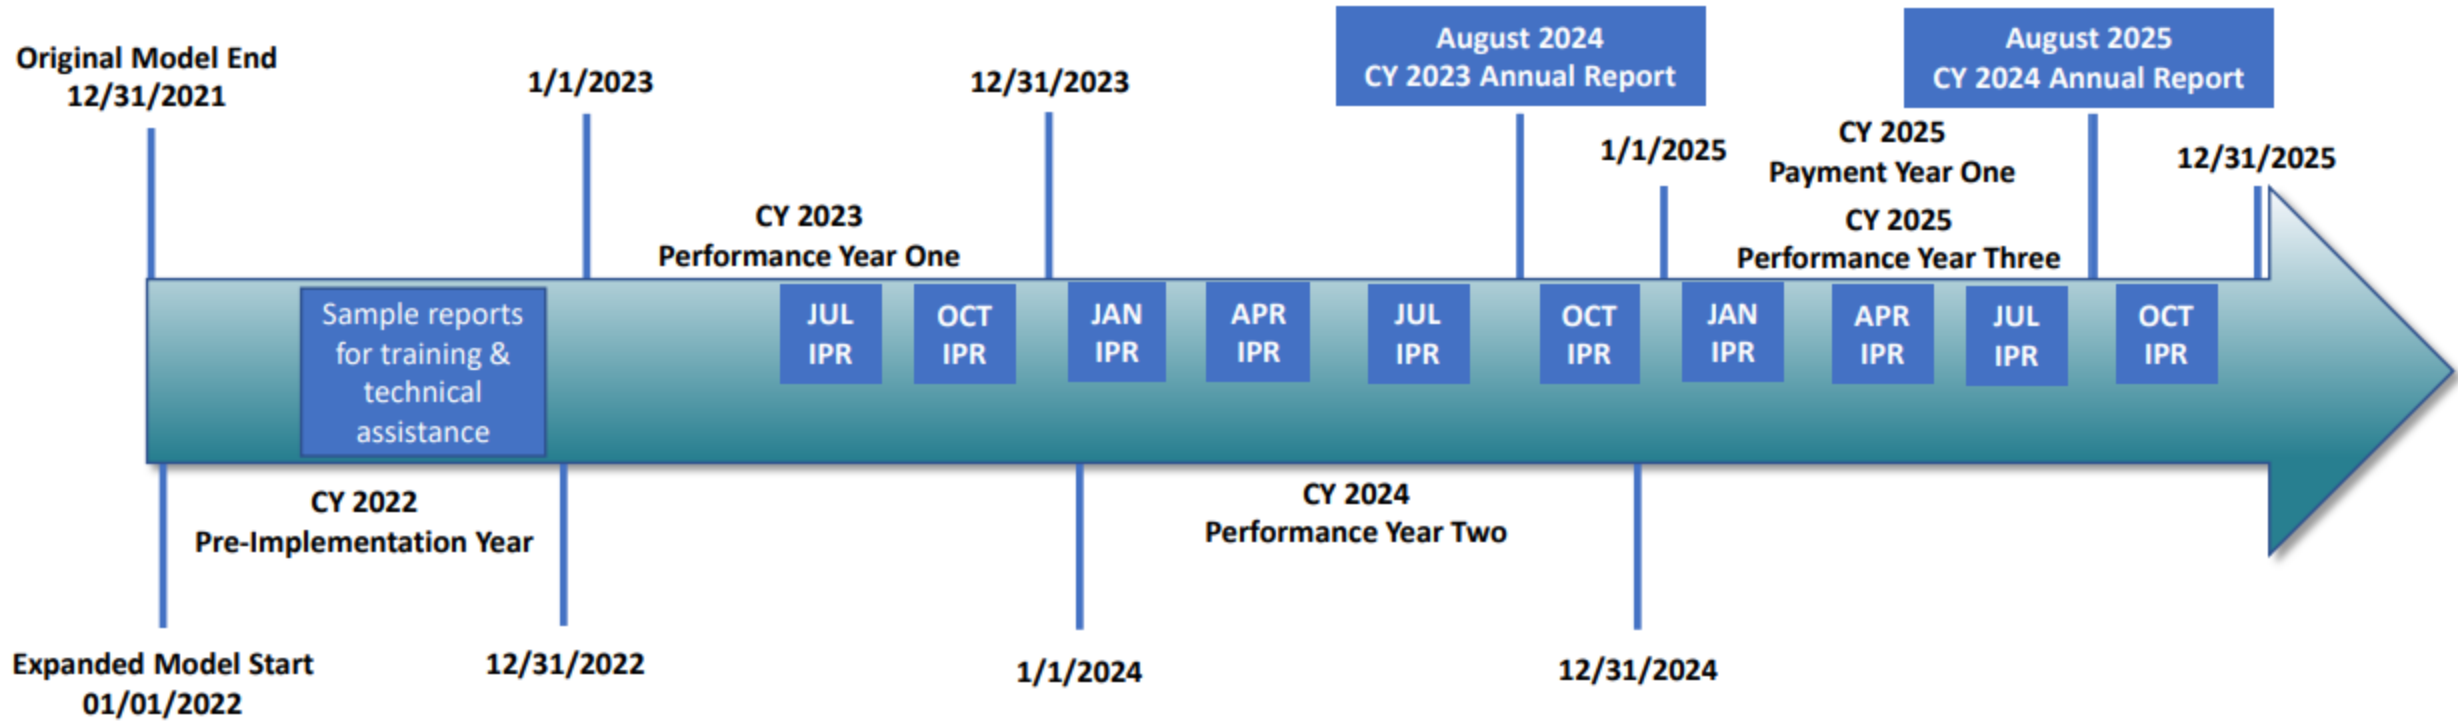 Original Model End
12/31/2021
1/1/2023
12/31/2023
August 2024
CY 2023 Annual Report
August 2025
CY 2024 Annual Report
1/1/2025
CY 2025
Payment Year One
12/31/2025
CY 2023
Performance Year One
CY 2025
Performance Year Three
Sample reports
for training &
technical
assistance
JUL
IPR
OCT
IPR
JAN
IPR
APR
IPR
JUL
IPR
OCT
IPR
JAN
IPR
APR
IPR
JUL
IPR
OCT
IPR
CY 2022
Pre-Implementation Year
CY 2024
Performance Year Two
Expanded Model Start
01/01/2022
12/31/2022
1/1/2024
12/31/2024